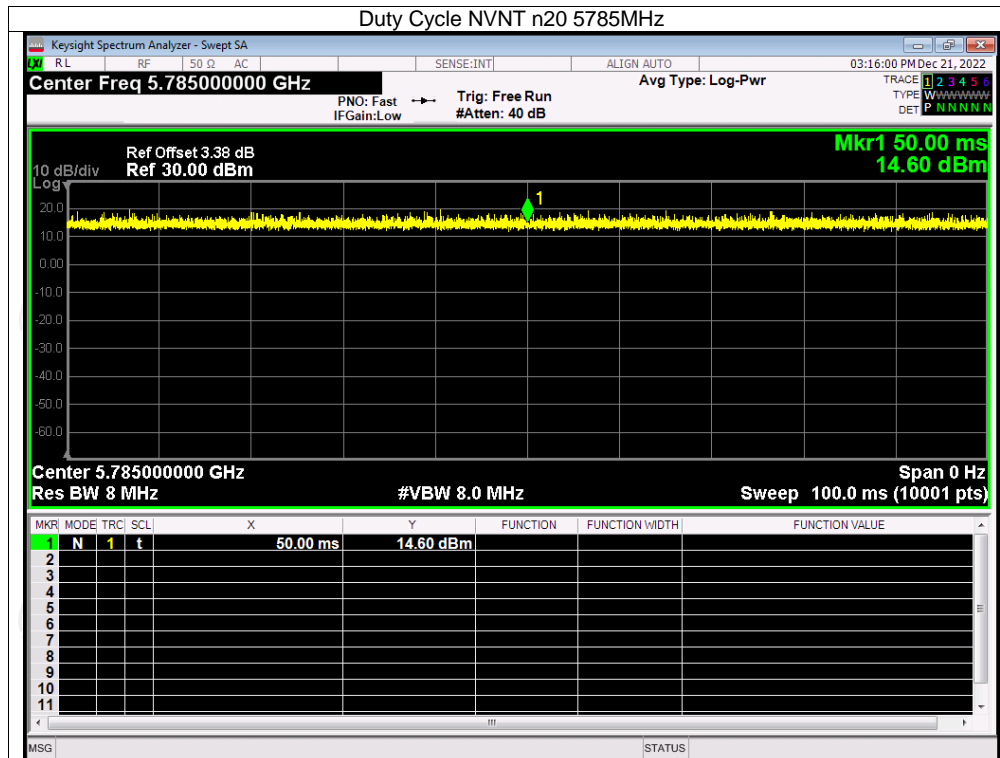 Duty Cycle NVNT n20 5785MHz
Keysight Spectrum Analyzer - Swept SA
LXI RL RF 50 Ω AC SENSE:INT ALIGN AUTO 03:16:00 PM Dec 21, 2022
Center Freq 5.785000000 GHz Avg Type: Log-Pwr TRACE 1 2 3 4 5 6
PNO: Fast Trig: Free Run TYPE WWWWWW
IFGain:Low #Atten: 40 dB DET P N N N N N
Mkr1 50.00 ms
Ref Offset 3.38 dB
10 dB/div Ref 30.00 dBm 14.60 dBm
Log
1
20.0
10.0
0.00
-10.0
-20.0
-30.0
-40.0
-50.0
-60.0
Center 5.785000000 GHz Span 0 Hz
Res BW 8 MHz #VBW 8.0 MHz Sweep 100.0 ms (10001 pts)
MKR MODE TRC SCL X Y FUNCTION FUNCTION WIDTH FUNCTION VALUE
1 N 1 t 50.00 ms 14.60 dBm
2
3
4
5
6
7
8
9
10
11
MSG STATUS